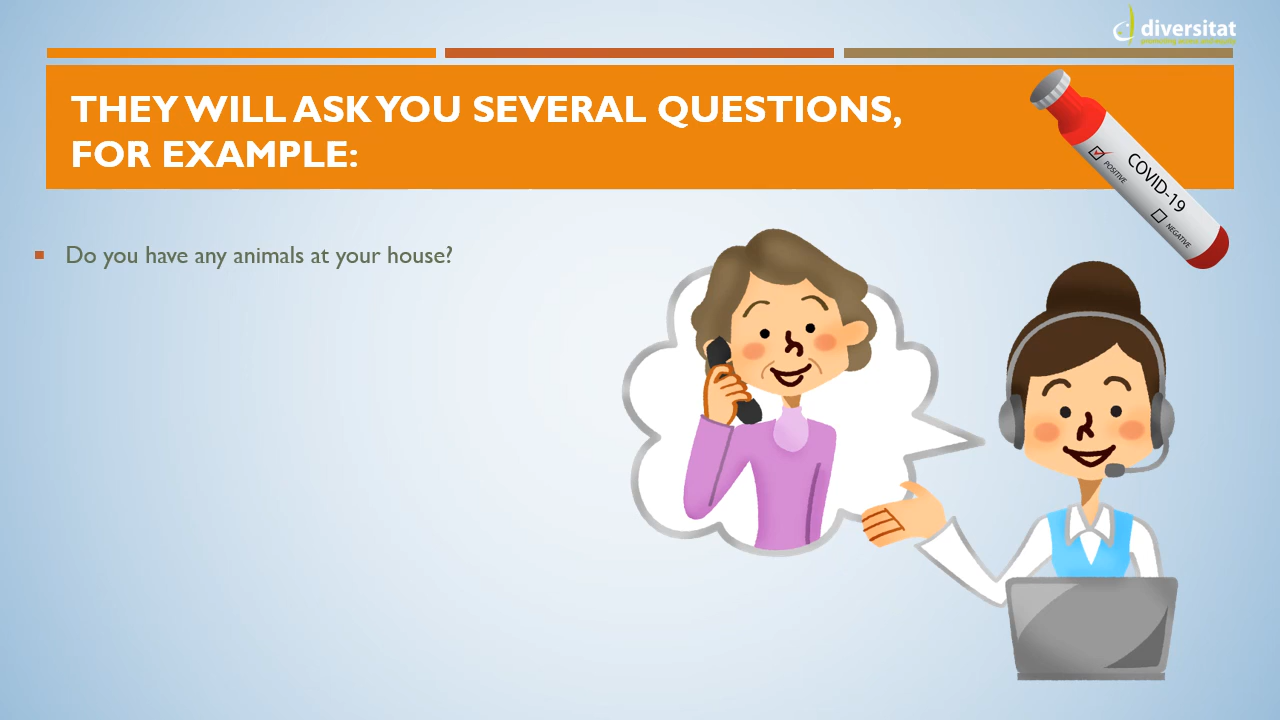 diversitat
THEY WILL ASK YOU SEVERAL QUESTIONS,
FOR EXAMPLE:
COVID-19
POSITIVE
NEGATIVE
Do you have any animals at your house?